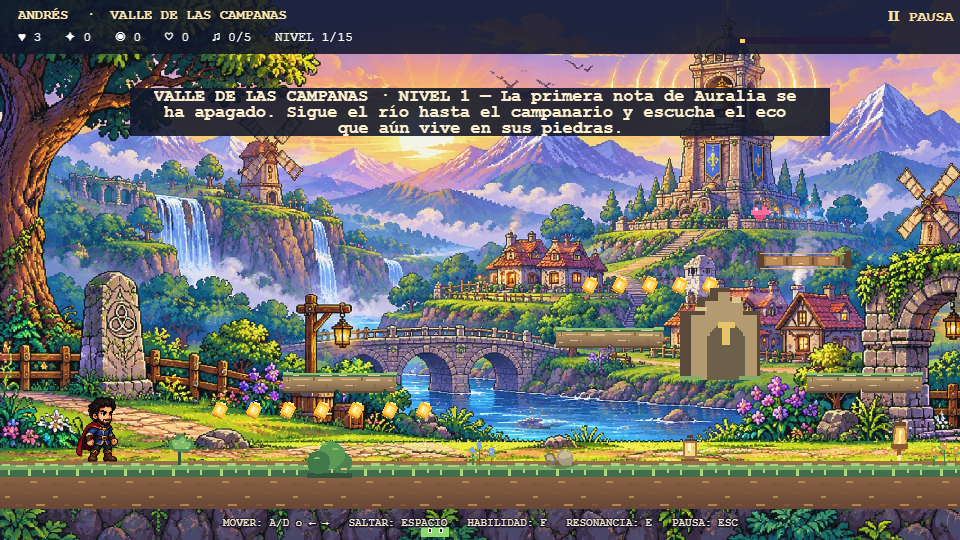 ANDRÉS · VALLE DE LAS CAMPANAS
II PAUSA
♥ 3 ✦ 0 ◉ 0 ♡ 0 ♫ 0/5 NIVEL 1/15
VALLE DE LAS CAMPANAS · NIVEL 1 — La primera nota de Auralia se
ha apagado. Sigue el río hasta el campanario y escucha el eco
que aún vive en sus piedras.
MOVER: A/D o ← → SALTAR: ESPACIO HABILIDAD: F RESONANCIA: E PAUSA: ESC